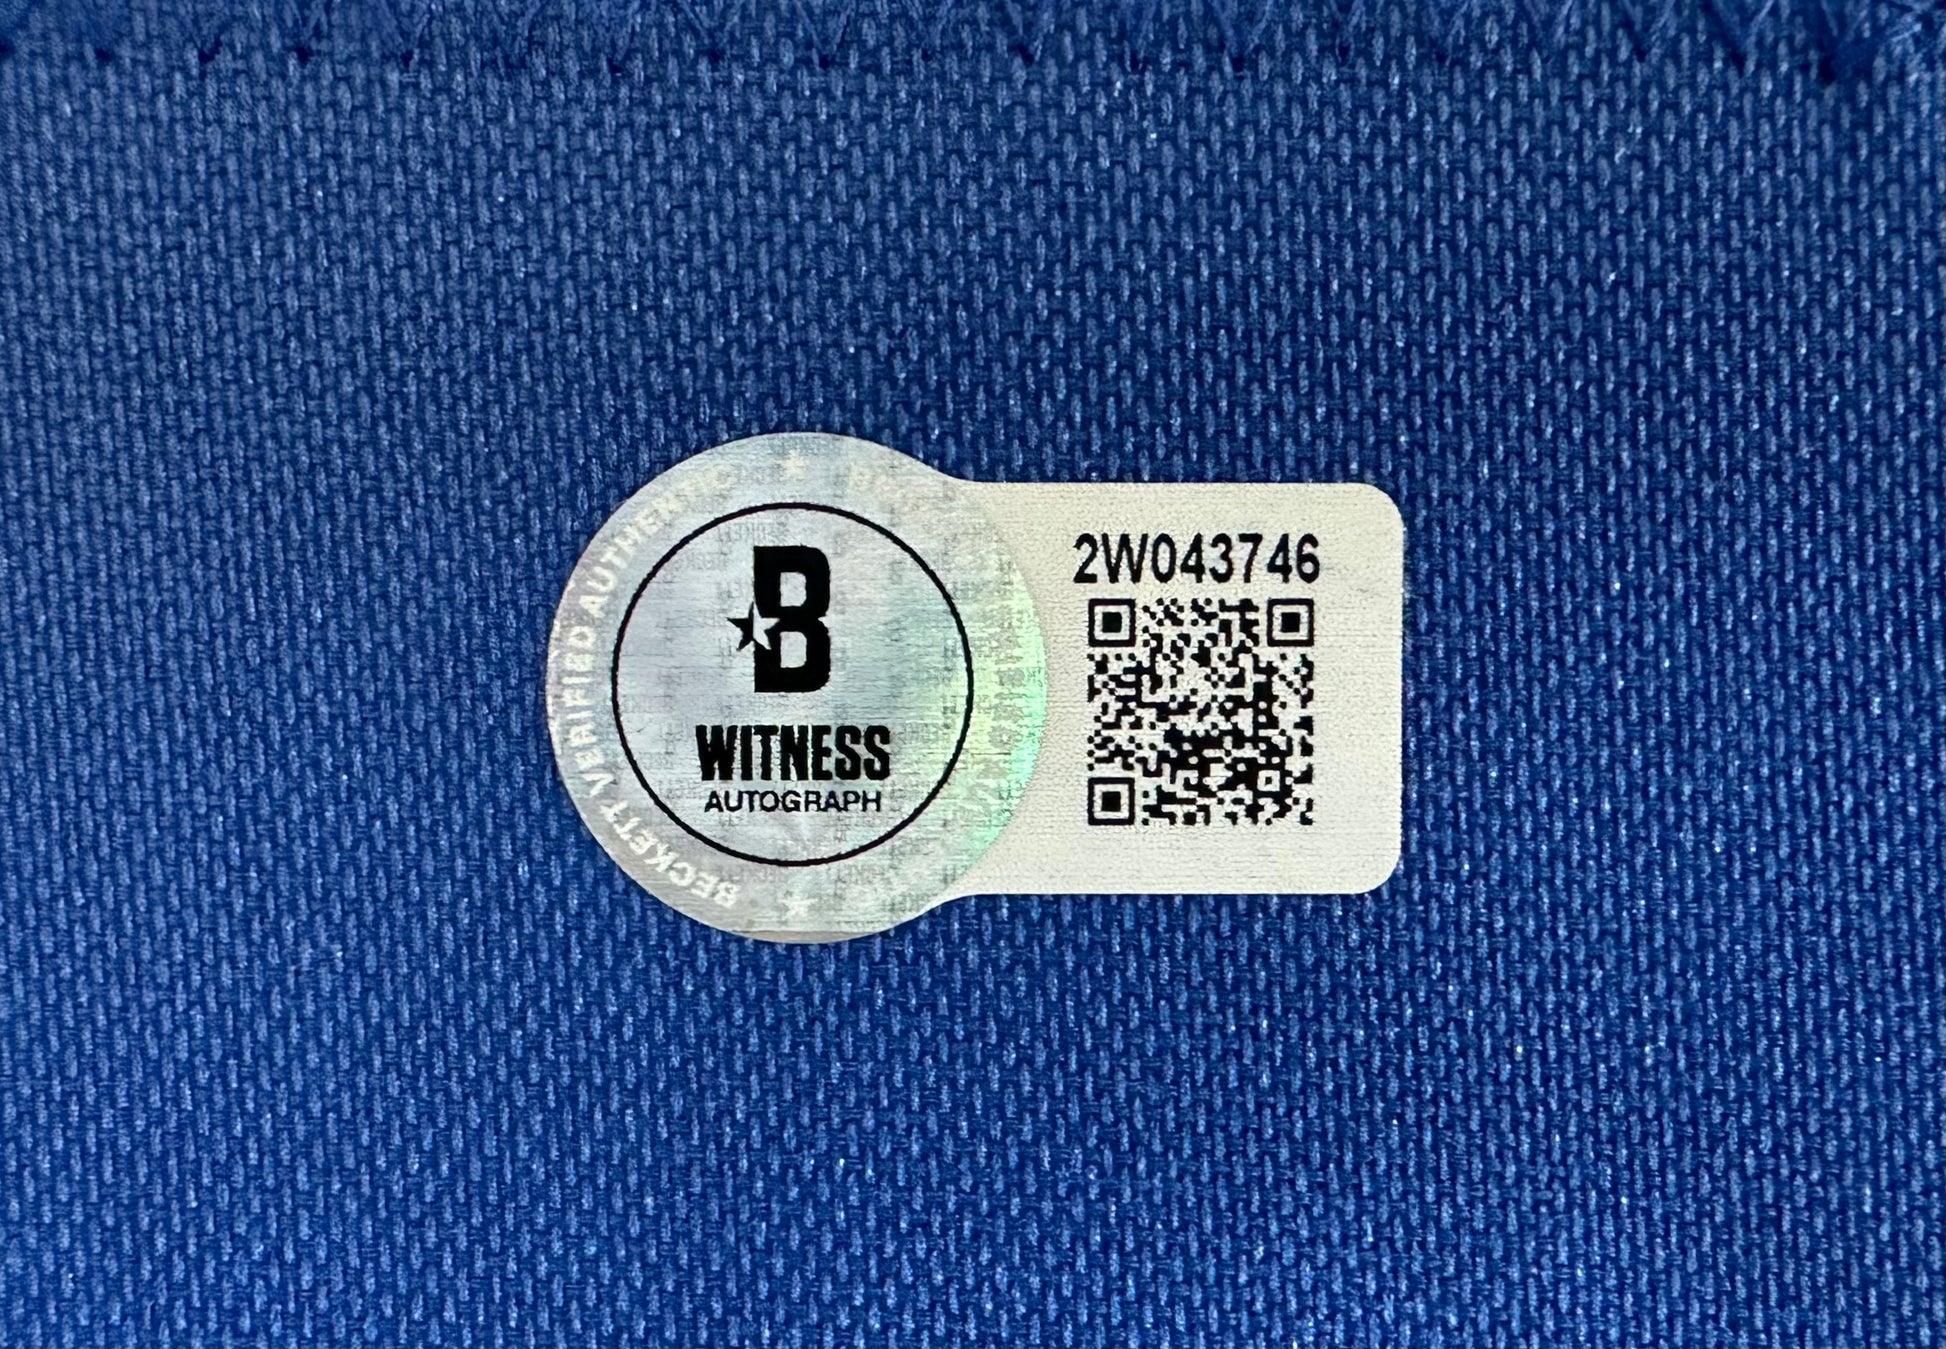 BECKETT VERIFIED AUTHENTIC
B
WITNESS
AUTOGRAPH
2W043746